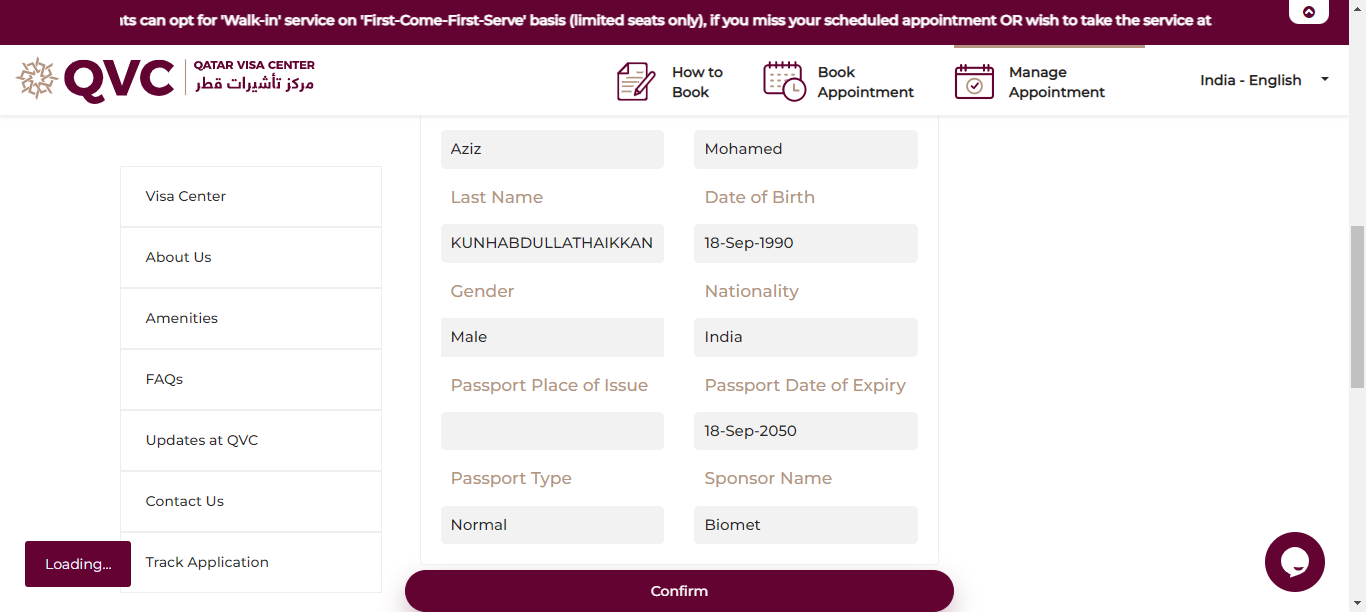 ts can opt for 'Walk-in' service on 'First-Come-First-Serve' basis (limited seats only), if you miss your scheduled appointment OR wish to take the service at
QVC
QATAR VISA CENTER
مركز تأشيرات قطر
How to
Book
Book
Appointment
Manage
Appointment
India - English
Visa Center
About Us
Amenities
FAQs
Updates at QVC
Contact Us
Track Application
Loading...
Aziz
Mohamed
Last Name
Date of Birth
KUNHABDULLATHAIKKAN
18-Sep-1990
Gender
Nationality
Male
India
Passport Place of Issue
Passport Date of Expiry
18-Sep-2050
Passport Type
Sponsor Name
Normal
Biomet
Confirm